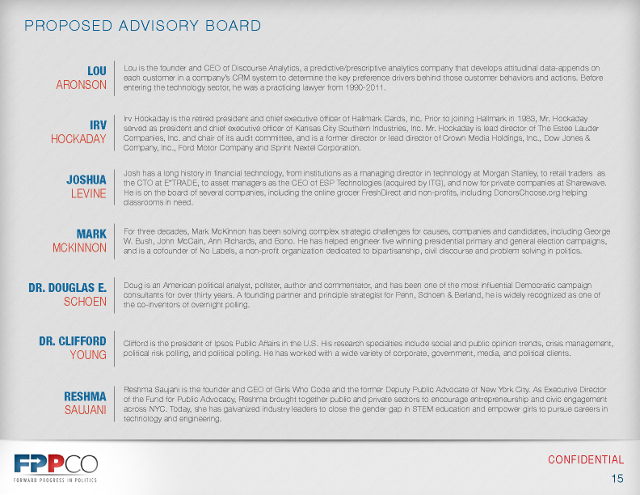 PROPOSED ADVISORY BOARD
LOU
ARONSON
Lou is the founder and CEO of Discourse Analytics, a predictive/prescriptive analytics company that develops attitudinal data-appends on
each customer in a company's CRM system to determine the key preference drivers behind those customer behaviors and actions. Before
entering the technology sector, he was a practicing lawyer from 1990-2011.
IRV
HOCKADAY
Irv Hockaday is the retired president and chief executive officer of Hallmark Cards, Inc. Prior to joining Hallmark in 1983, Mr. Hockaday
served as president and chief executive officer of Kansas City Southern Industries, Inc. Mr. Hockaday is lead director of The Estee Lauder
Companies, Inc. and chair of its audit committee, and is a former director or lead director of Crown Media Holdings, Inc., Dow Jones &
Company, Inc., Ford Motor Company and Sprint Nextel Corporation.
JOSHUA
LEVINE
Josh has a long history in financial technology, from institutions as a managing director in technology at Morgan Stanley, to retail traders as
the CTO at E*TRADE, to asset managers as the CEO of ESP Technologies (acquired by ITG), and now for private companies at Sharewave.
He is on the board of several companies, including the online grocer FreshDirect and non-profits, including DonorsChoose.org helping
classrooms in need.
MARK
MCKINNON
For three decades, Mark McKinnon has been solving complex strategic challenges for causes, companies and candidates, including George
W. Bush, John McCain, Ann Richards, and Bono. He has helped engineer five winning presidential primary and general election campaigns,
and is a cofounder of No Labels, a non-profit organization dedicated to bipartisanship, civil discourse and problem solving in politics.
DR. DOUGLAS E.
SCHOEN
Doug is an American political analyst, pollster, author and commentator, and has been one of the most influential Democratic campaign
consultants for over thirty years. A founding partner and principle strategist for Penn, Schoen & Berland, he is widely recognized as one of
the co-inventors of overnight polling.
DR. CLIFFORD
YOUNG
Clifford is the president of Ipsos Public Affairs in the U.S. His research specialties include social and public opinion trends, crisis management,
political risk polling, and political polling. He has worked with a wide variety of corporate, government, media, and political clients.
RESHMA
SAUJANI
Reshma Saujani is the founder and CEO of Girls Who Code and the former Deputy Public Advocate of New York City. As Executive Director
of the Fund for Public Advocacy, Reshma brought together public and private sectors to encourage entrepreneurship and civic engagement
across NYC. Today, she has galvanized industry leaders to close the gender gap in STEM education and empower girls to pursue careers in
technology and engineering.
FPPCO
FORWARD PROGRESS IN POLITICS
CONFIDENTIAL
15